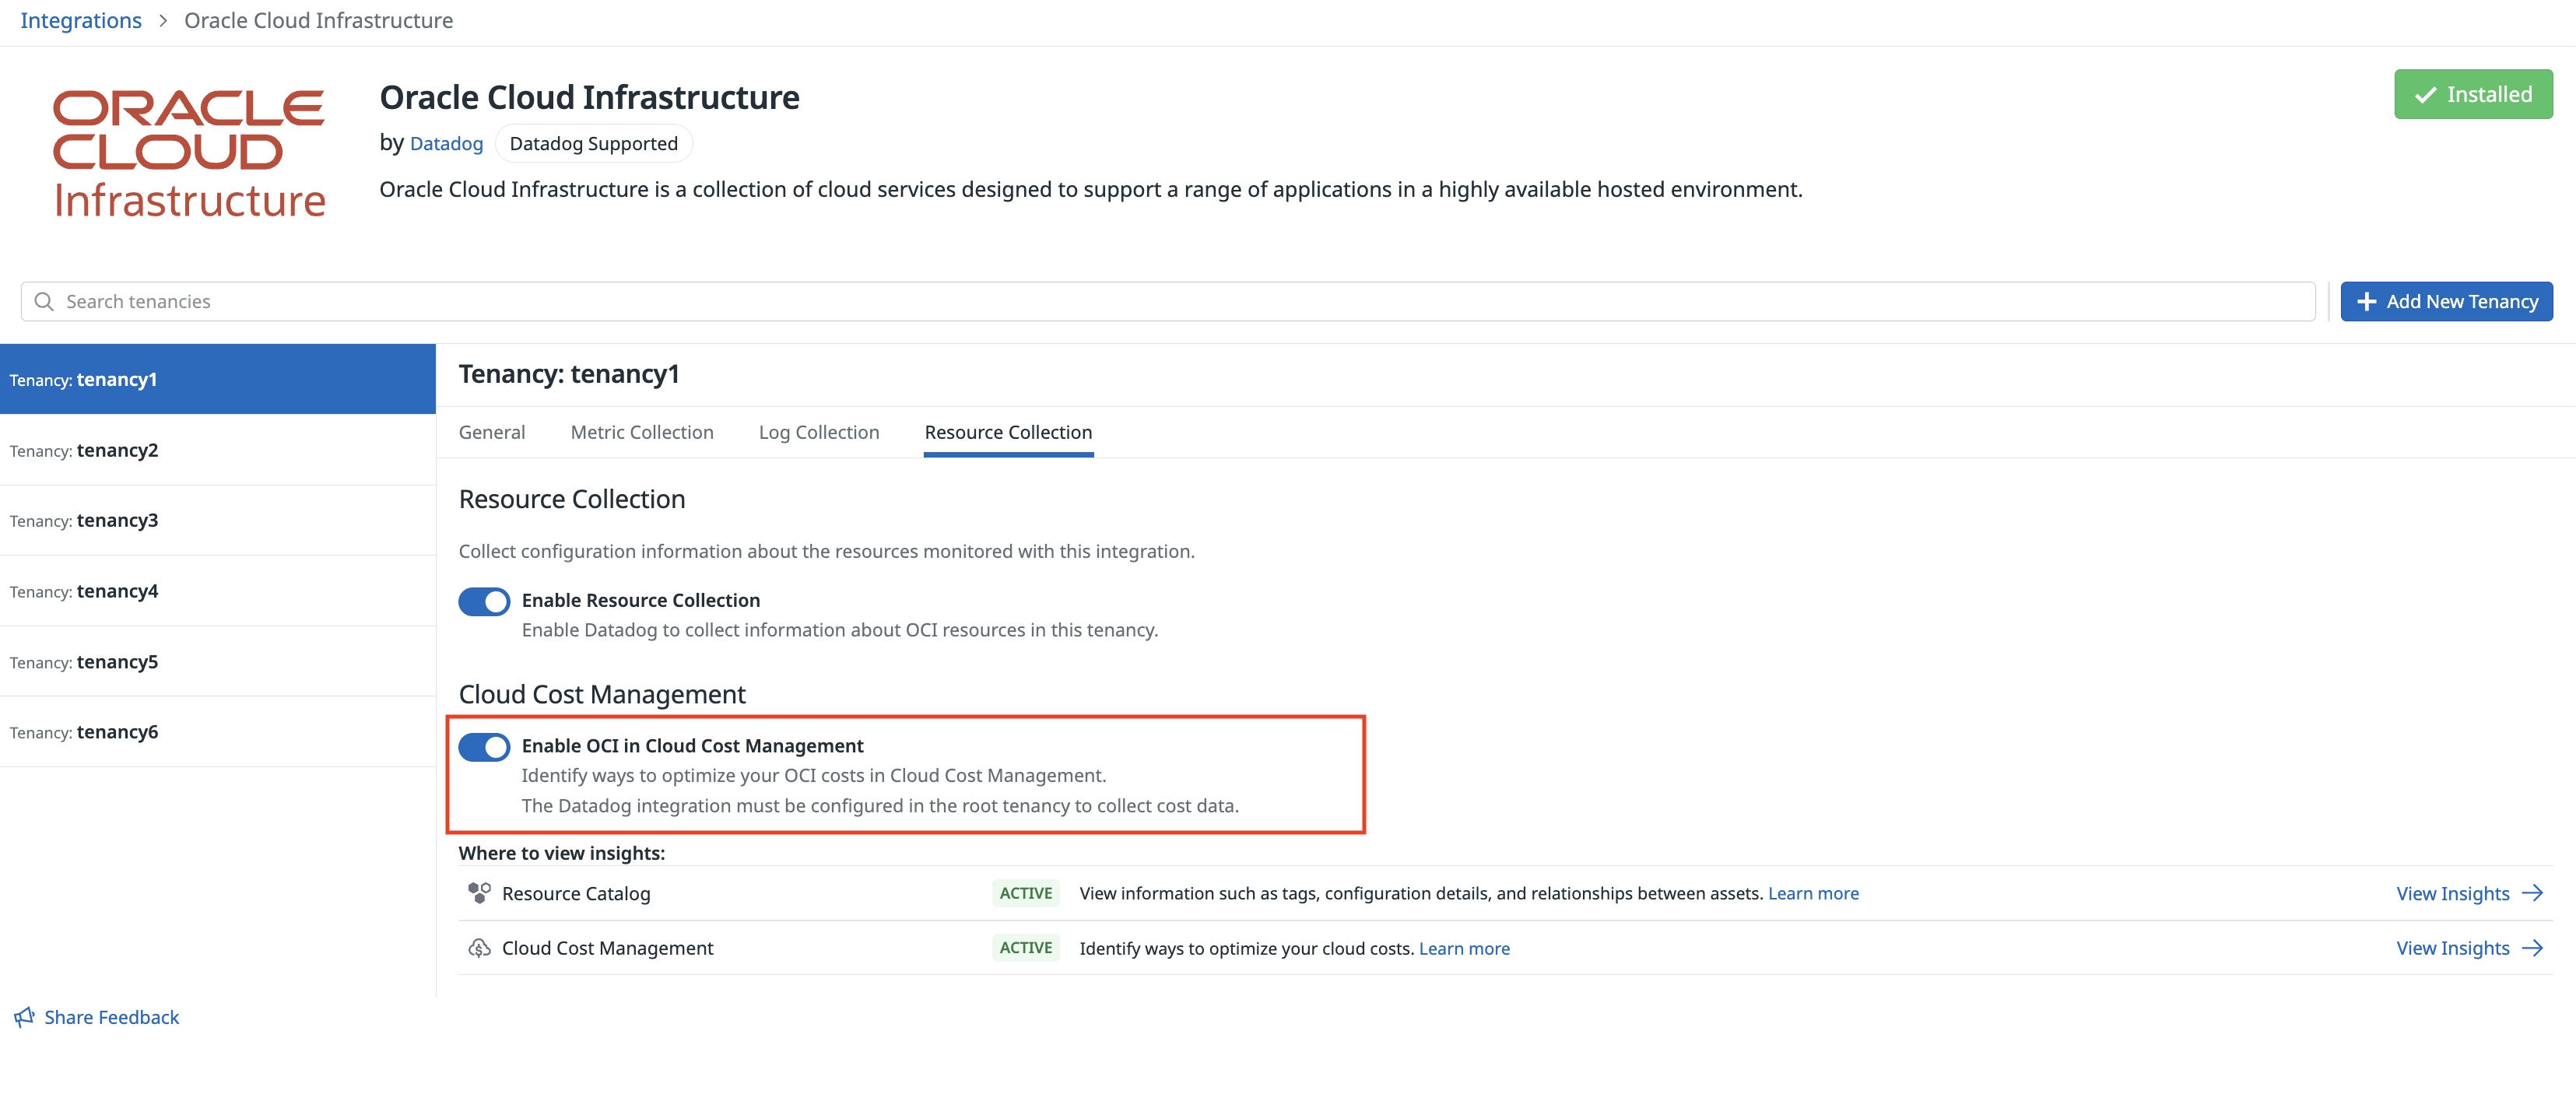 Integrations > Oracle Cloud Infrastructure
ORACLE
CLOUD
Infrastructure
Oracle Cloud Infrastructure
by Datadog Datadog Supported
Oracle Cloud Infrastructure is a collection of cloud services designed to support a range of applications in a highly available hosted environment.
Installed
Search tenancies
Add New Tenancy
Tenancy: tenancy1
Tenancy: tenancy2
Tenancy: tenancy3
Tenancy: tenancy4
Tenancy: tenancy5
Tenancy: tenancy6
Tenancy: tenancy1
General Metric Collection Log Collection Resource Collection
Resource Collection
Collect configuration information about the resources monitored with this integration.
Enable Resource Collection
Enable Datadog to collect information about OCI resources in this tenancy.
Cloud Cost Management
Enable OCI in Cloud Cost Management
Identify ways to optimize your OCI costs in Cloud Cost Management.
The Datadog integration must be configured in the root tenancy to collect cost data.
Where to view insights:
Resource Catalog ACTIVE View information such as tags, configuration details, and relationships between assets. Learn more View Insights
Cloud Cost Management ACTIVE Identify ways to optimize your cloud costs. Learn more View Insights
Share Feedback